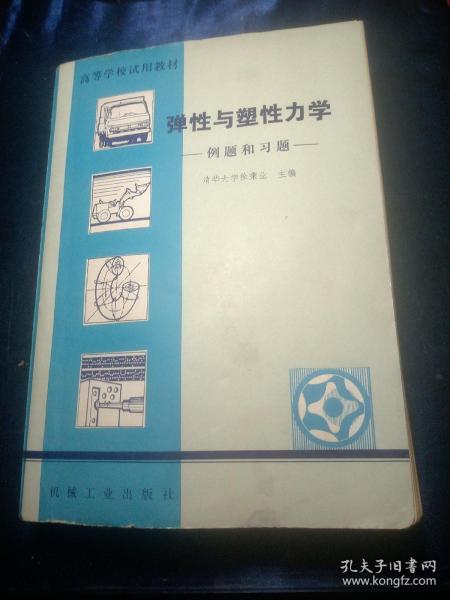 高等学校试用教材
弹性与塑性力学
—例题和习题—
清华大学徐秉业 主编
机械工业出版社
孔夫子旧书网
www.kongfz.com